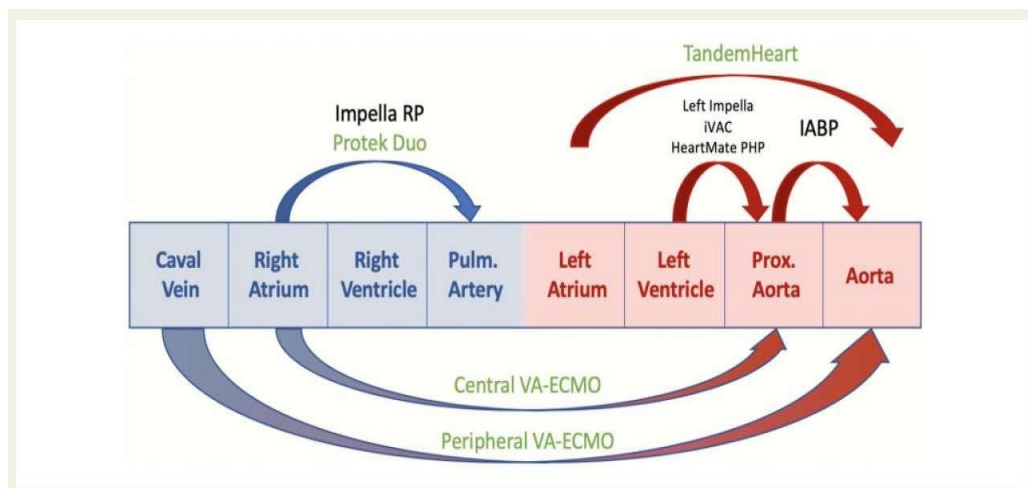 TandemHeart
Impella RP
Protek Duo
Left Impella
iVAC
HeartMate PHP
IABP
Caval
Vein
Right
Atrium
Right
Ventricle
Pulm.
Artery
Left
Atrium
Left
Ventricle
Prox.
Aorta
Aorta
Central VA-ECMO
Peripheral VA-ECMO